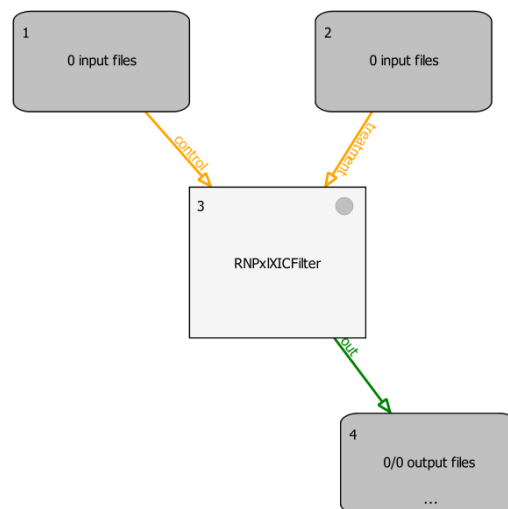 1
0 input files
2
0 input files
control
treatment
3
RNPxlXICFilter
out
4
0/0 output files
...